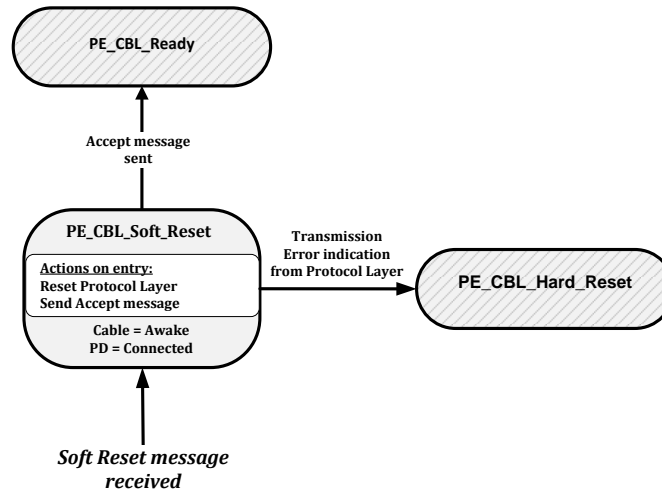 PE_CBL_Ready
Accept message
sent
PE_CBL_Soft_Reset
Actions on entry:
Reset Protocol Layer
Send Accept message
Cable = Awake
PD = Connected
Transmission
Error indication
from Protocol Layer
PE_CBL_Hard_Reset
Soft Reset message
received